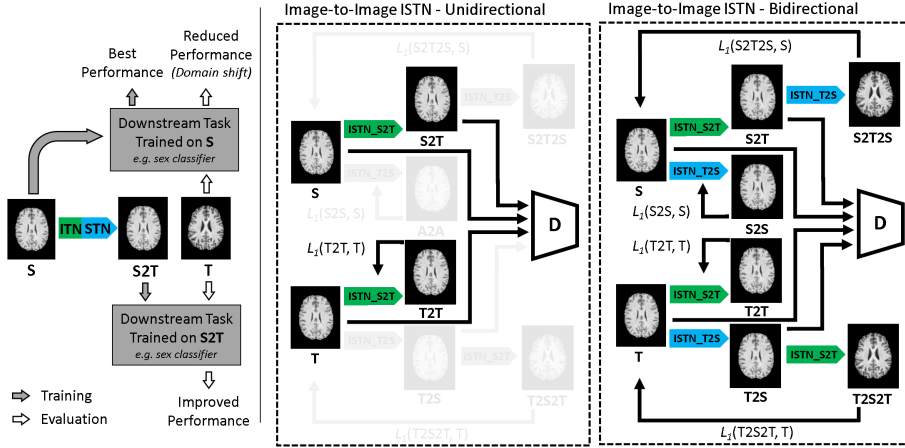 Best
Performance
Reduced
Performance
(Domain shift)
Downstream Task
Trained on S
e.g. sex classifier
ITN STN
S
S2T
T
Downstream Task
Trained on S2T
e.g. sex classifier
Training
Evaluation
Improved
Performance
Image-to-Image ISTN - Unidirectional
L1(S2T2S, S)
ISTN_S2T
ISTN_T2S
S2T
S2T2S
S
ISTN_T2S
L1(S2S, S)
A2A
D
L1(T2T, T)
ISTN_S2T
T2T
T
ISTN_T2S
ISTN_S2T
T2S
T2S2T
L1(T2S2T, T)
Image-to-Image ISTN - Bidirectional
L1(S2T2S, S)
ISTN_S2T
ISTN_T2S
S2T
S2T2S
S
ISTN_T2S
L1(S2S, S)
S2S
D
L1(T2T, T)
ISTN_S2T
T2T
T
ISTN_T2S
ISTN_S2T
T2S
T2S2T
L1(T2S2T, T)